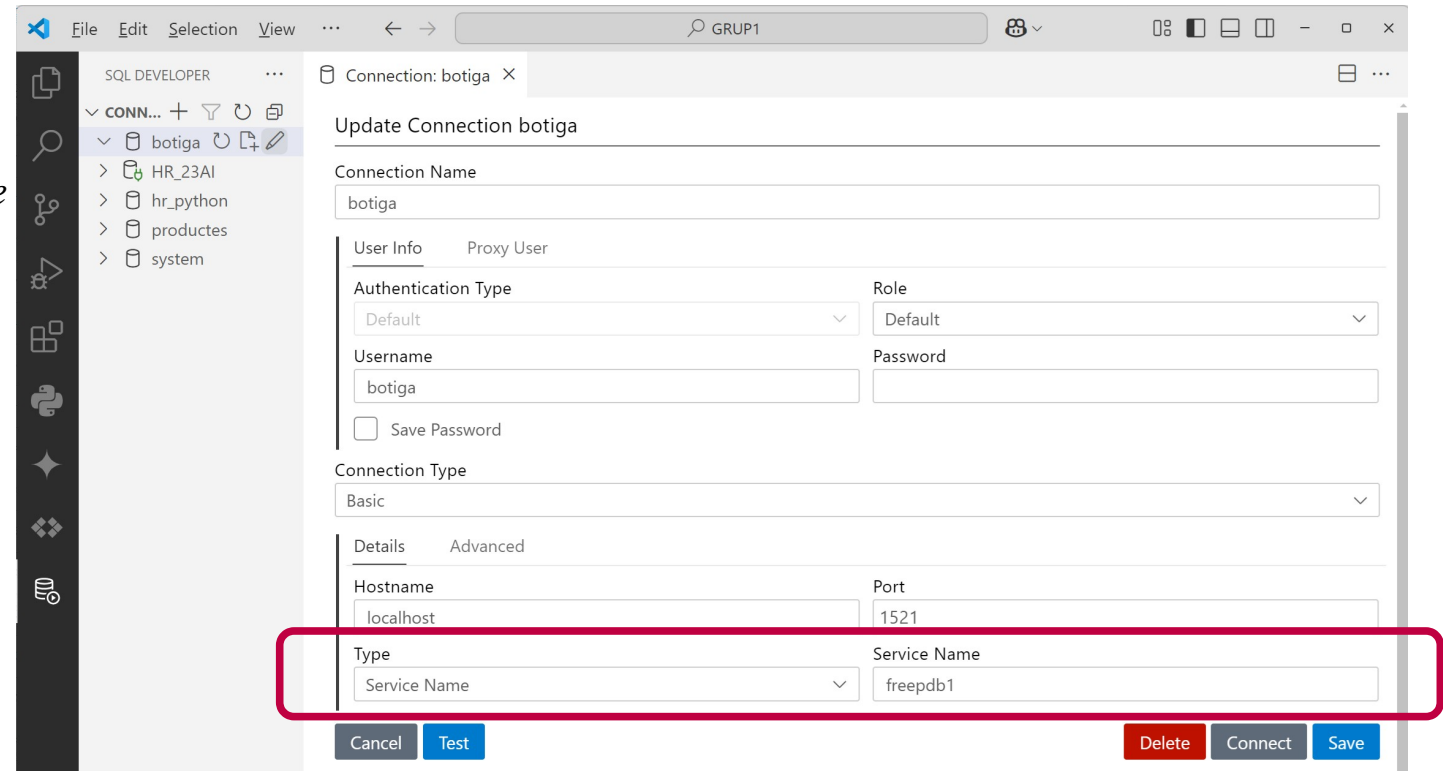 File Edit Selection View ··· GRUP1
SQL DEVELOPER ···
Connection: botiga ···
CONN...
botiga
HR_23AI
hr_python
productes
system
e
Update Connection botiga
Connection Name
botiga
User Info Proxy User
Authentication Type Role
Default Default
Username Password
botiga
Save Password
Connection Type
Basic
Details Advanced
Hostname Port
localhost 1521
Type Service Name
Service Name freepdb1
Cancel Test Delete Connect Save